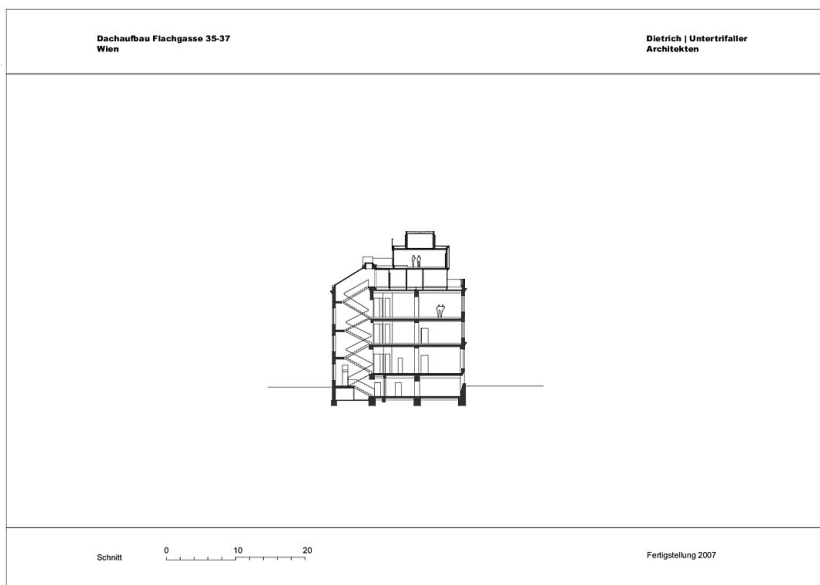 Dachaufbau Flachgasse 35-37
Wien
Dietrich | Untertrifaller
Architekten
Schnitt
0 10 20
Fertigstellung 2007